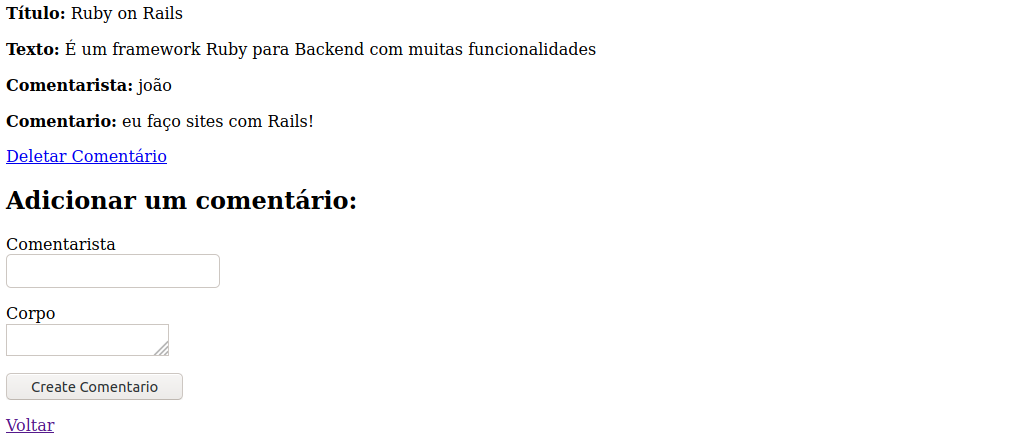 Título: Ruby on Rails
Texto: É um framework Ruby para Backend com muitas funcionalidades
Comentarista: joão
Comentario: eu faço sites com Rails!
Deletar Comentário
Adicionar um comentário:
Comentarista
Corpo
Create Comentario
Voltar